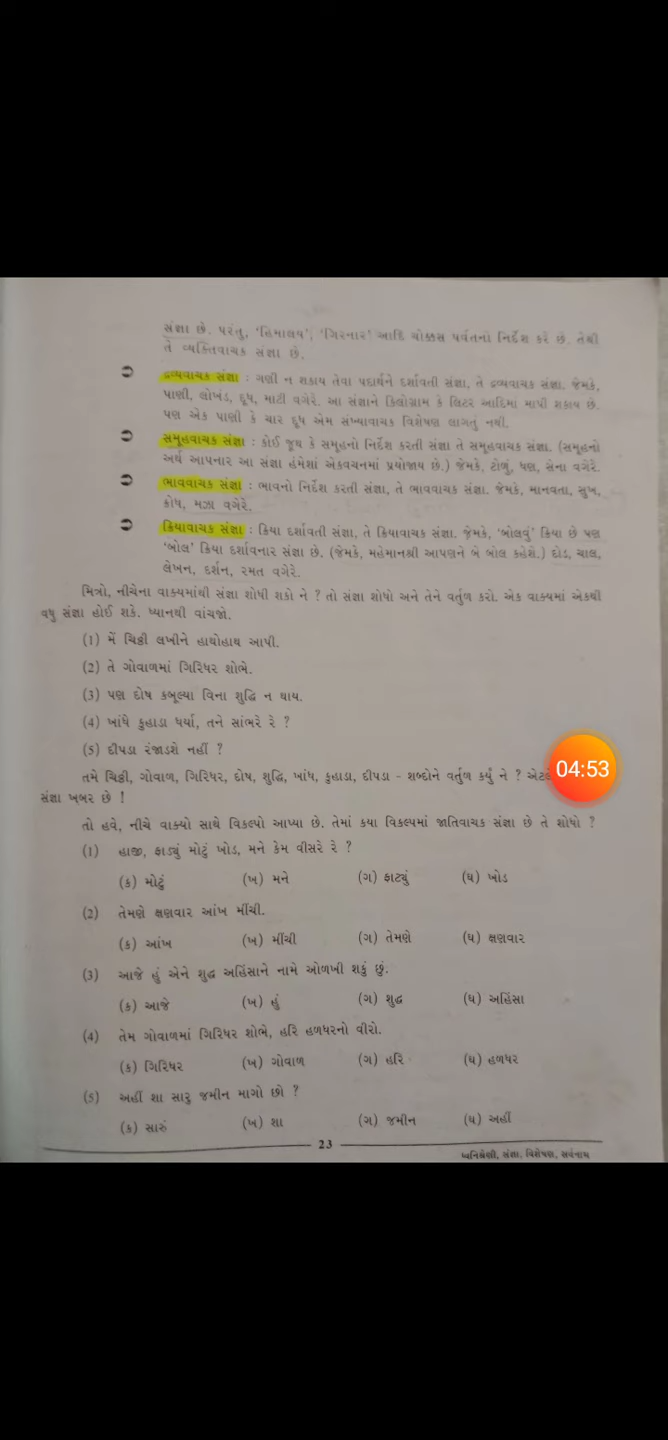 સંજ્ઞા છે. પરંતુ, ‘હિમાલય’, ‘ગિરનાર’ આદિ ચોક્કસ પર્વતનો નિર્દેશ કરે છે. તેથી
તે વ્યક્તિવાચક સંજ્ઞા છે.
➲ દ્રવ્યવાચક સંજ્ઞા : ગણી ન શકાય તેવા પદાર્થને દર્શાવતી સંજ્ઞા, તે દ્રવ્યવાચક સંજ્ઞા. જેમકે,
પાણી, લોખંડ, દૂધ, માટી વગેરે. આ સંજ્ઞાને કિલોગ્રામ કે લિટર આદિમાં માપી શકાય છે.
પણ એક પાણી કે ચાર દૂધ એમ સંખ્યાવાચક વિશેષણ લાગતું નથી.
➲ સમૂહવાચક સંજ્ઞા : કોઈ જૂથ કે સમૂહનો નિર્દેશ કરતી સંજ્ઞા તે સમૂહવાચક સંજ્ઞા. (સમૂહનો
અર્થ આપનાર આ સંજ્ઞા હંમેશાં એકવચનમાં પ્રયોજાય છે.) જેમકે, ટોળું, ધણ, સેના વગેરે.
➲ ભાવવાચક સંજ્ઞા : ભાવનો નિર્દેશ કરતી સંજ્ઞા, તે ભાવવાચક સંજ્ઞા. જેમકે, માનવતા, સુખ,
ક્રોધ, મઝા વગેરે.
➲ ક્રિયાવાચક સંજ્ઞા : ક્રિયા દર્શાવતી સંજ્ઞા, તે ક્રિયાવાચક સંજ્ઞા. જેમકે, ‘બોલવું’ ક્રિયા છે પણ
‘બોલ’ ક્રિયા દર્શાવનાર સંજ્ઞા છે. (જેમકે, મહેમાનશ્રી આપણને બે બોલ કહેશે.) દોડ, ચાલ,
લેખન, દર્શન, રમત વગેરે.
મિત્રો, નીચેના વાક્યમાંથી સંજ્ઞા શોધી શકો ને ? તો સંજ્ઞા શોધો અને તેને વર્તુળ કરો. એક વાક્યમાં એકથી
વધુ સંજ્ઞા હોઈ શકે. ધ્યાનથી વાંચજો.
(1) મેં ચિઠ્ઠી લખીને હાથોહાથ આપી.
(2) તે ગોવાળમાં ગિરિધર શોભે.
(3) પણ દોષ કબૂલ્યા વિના શુદ્ધિ ન થાય.
(4) ખાંધે કુહાડા ધર્યા, તને સાંભરે રે ?
(5) દીપડા રંજાડશે નહીં ?
તમે ચિઠ્ઠી, ગોવાળ, ગિરિધર, દોષ, શુદ્ધિ, ખાંધ, કુહાડા, દીપડા - શબ્દોને વર્તુળ કર્યું ને ? 04:53
સંજ્ઞા ખબર છે !
તો હવે, નીચે વાક્યો સાથે વિકલ્પો આપ્યા છે. તેમાં કયા વિકલ્પમાં જાતિવાચક સંજ્ઞા છે તે શોધો ?
(1) હાજી, ફાડ્યું મોટું ખોડ, મને કેમ વીસરે રે ?
(ક) મોટું (ખ) મને (ગ) ફાટ્યું (ઘ) ખોડ
(2) તેમણે ક્ષણવાર આંખ મીંચી.
(ક) આંખ (ખ) મીંચી (ગ) તેમણે (ઘ) ક્ષણવાર
(3) આજે હું એને શુદ્ધ અહિંસાને નામે ઓળખી શકું છું.
(ક) આજે (ખ) હું (ગ) શુદ્ધ (ઘ) અહિંસા
(4) તેમ ગોવાળમાં ગિરિધર શોભે, હરિ હળધરનો વીરો.
(ક) ગિરિધર (ખ) ગોવાળ (ગ) હરિ (ઘ) હળધર
(5) અહીં શા સારુ જમીન માગો છો ?
(ક) સારું (ખ) શા (ગ) જમીન (ઘ) અહીં
23
ધ્વનિશ્રેણી, સંજ્ઞા, વિશેષણ, સર્વનામ